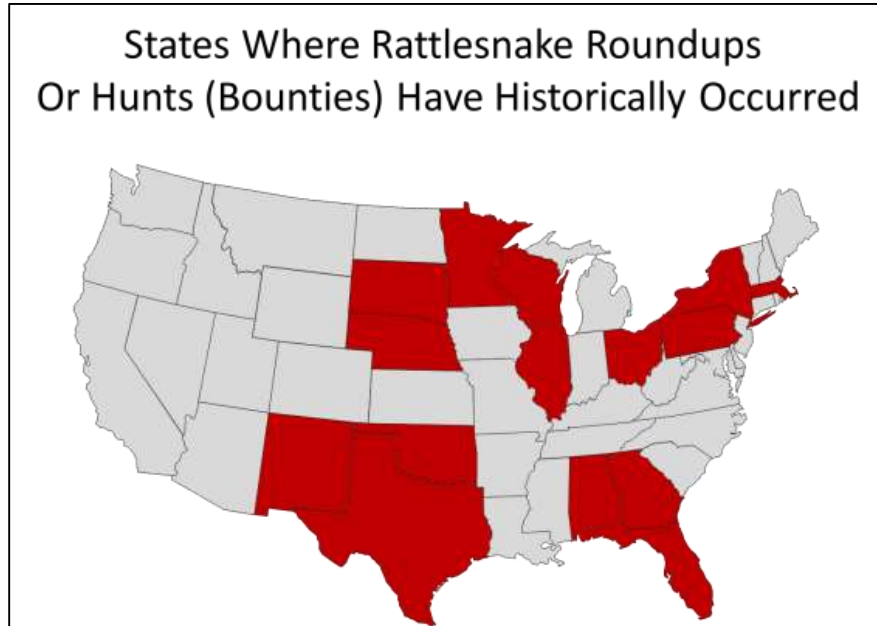 States Where Rattlesnake Roundups
Or Hunts (Bounties) Have Historically Occurred